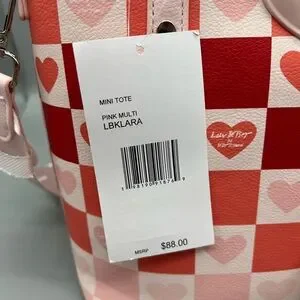 MINI TOTE
PINK MULTI
LBKLARA
MSRP $88.00